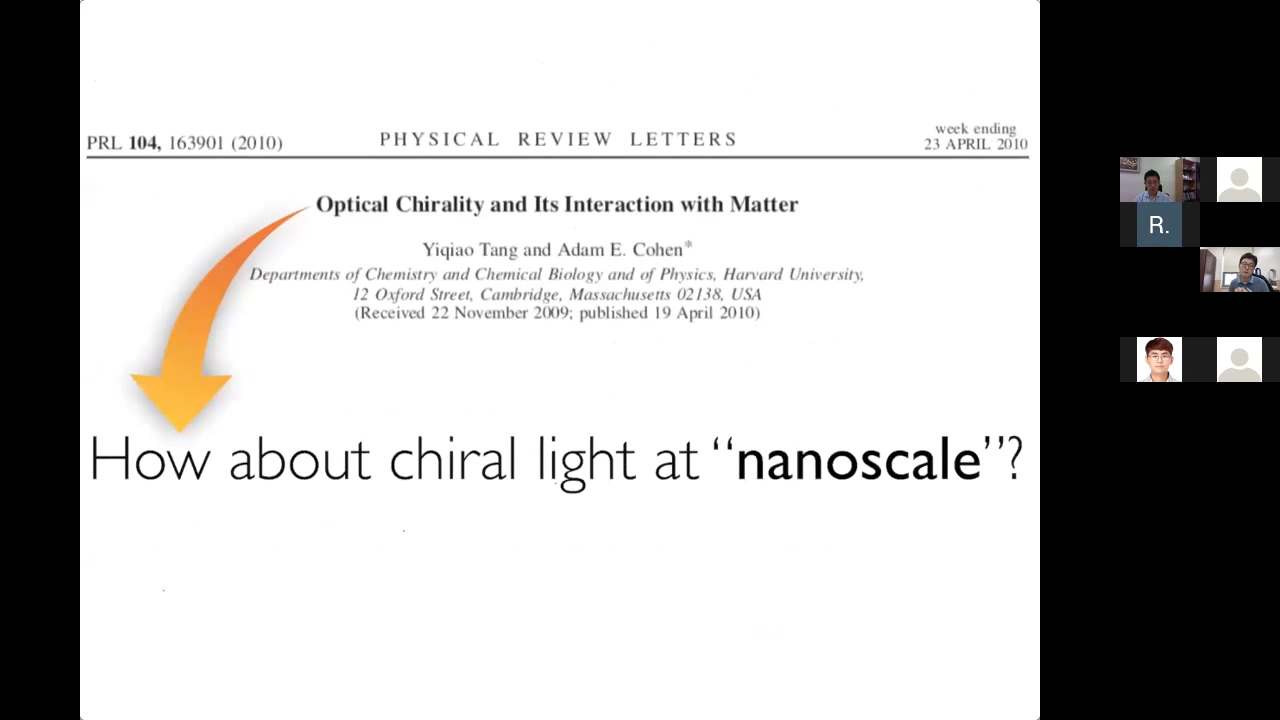 PRL 104, 163901 (2010)
PHYSICAL REVIEW LETTERS
week ending
23 APRIL 2010
Optical Chirality and Its Interaction with Matter
Yiqiao Tang and Adam E. Cohen*
Departments of Chemistry and Chemical Biology and of Physics, Harvard University,
12 Oxford Street, Cambridge, Massachusetts 02138, USA
(Received 22 November 2009; published 19 April 2010)
How about chiral light at “nanoscale”?
R.